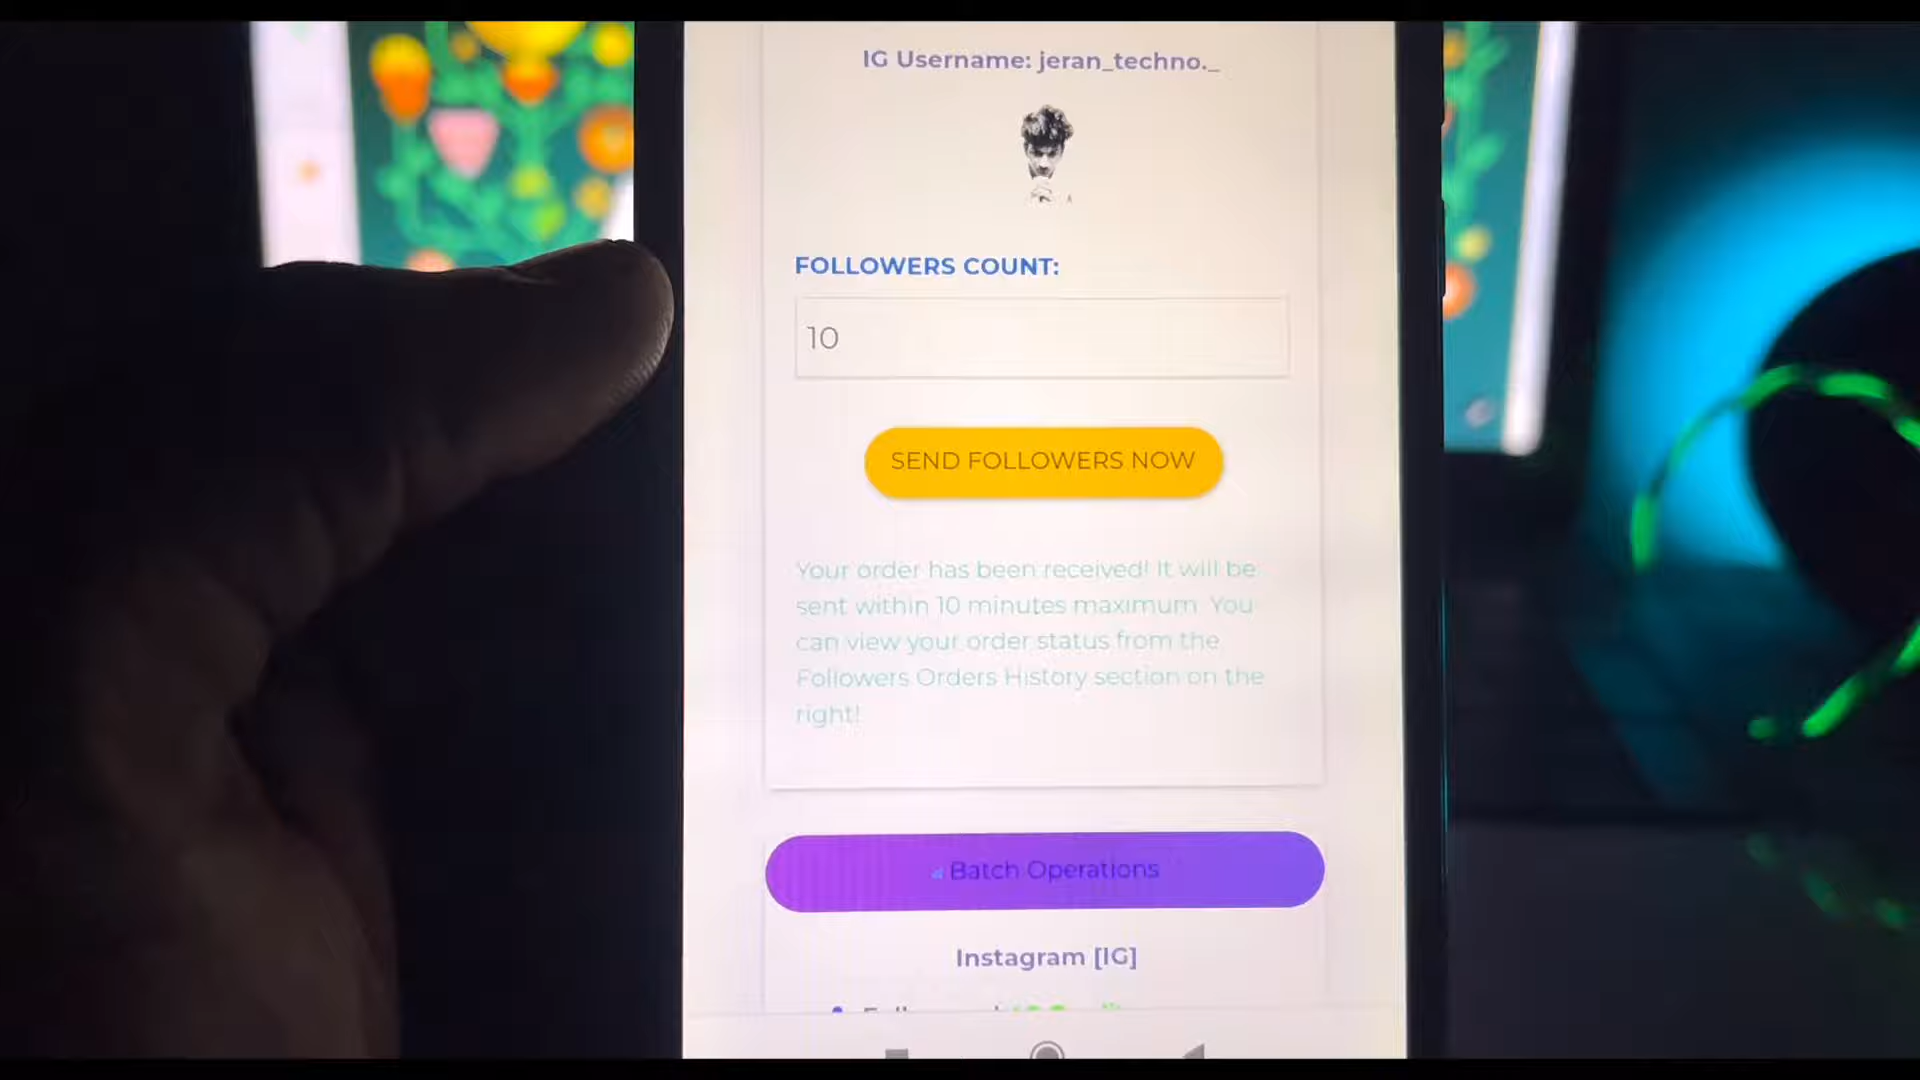 IG Username: jeran_techno._
FOLLOWERS COUNT:
10
SEND FOLLOWERS NOW
Your order has been received! It will be
sent within 10 minutes maximum. You
can view your order status from the
Followers Orders History section on the
right!
Batch Operations
Instagram [IG]